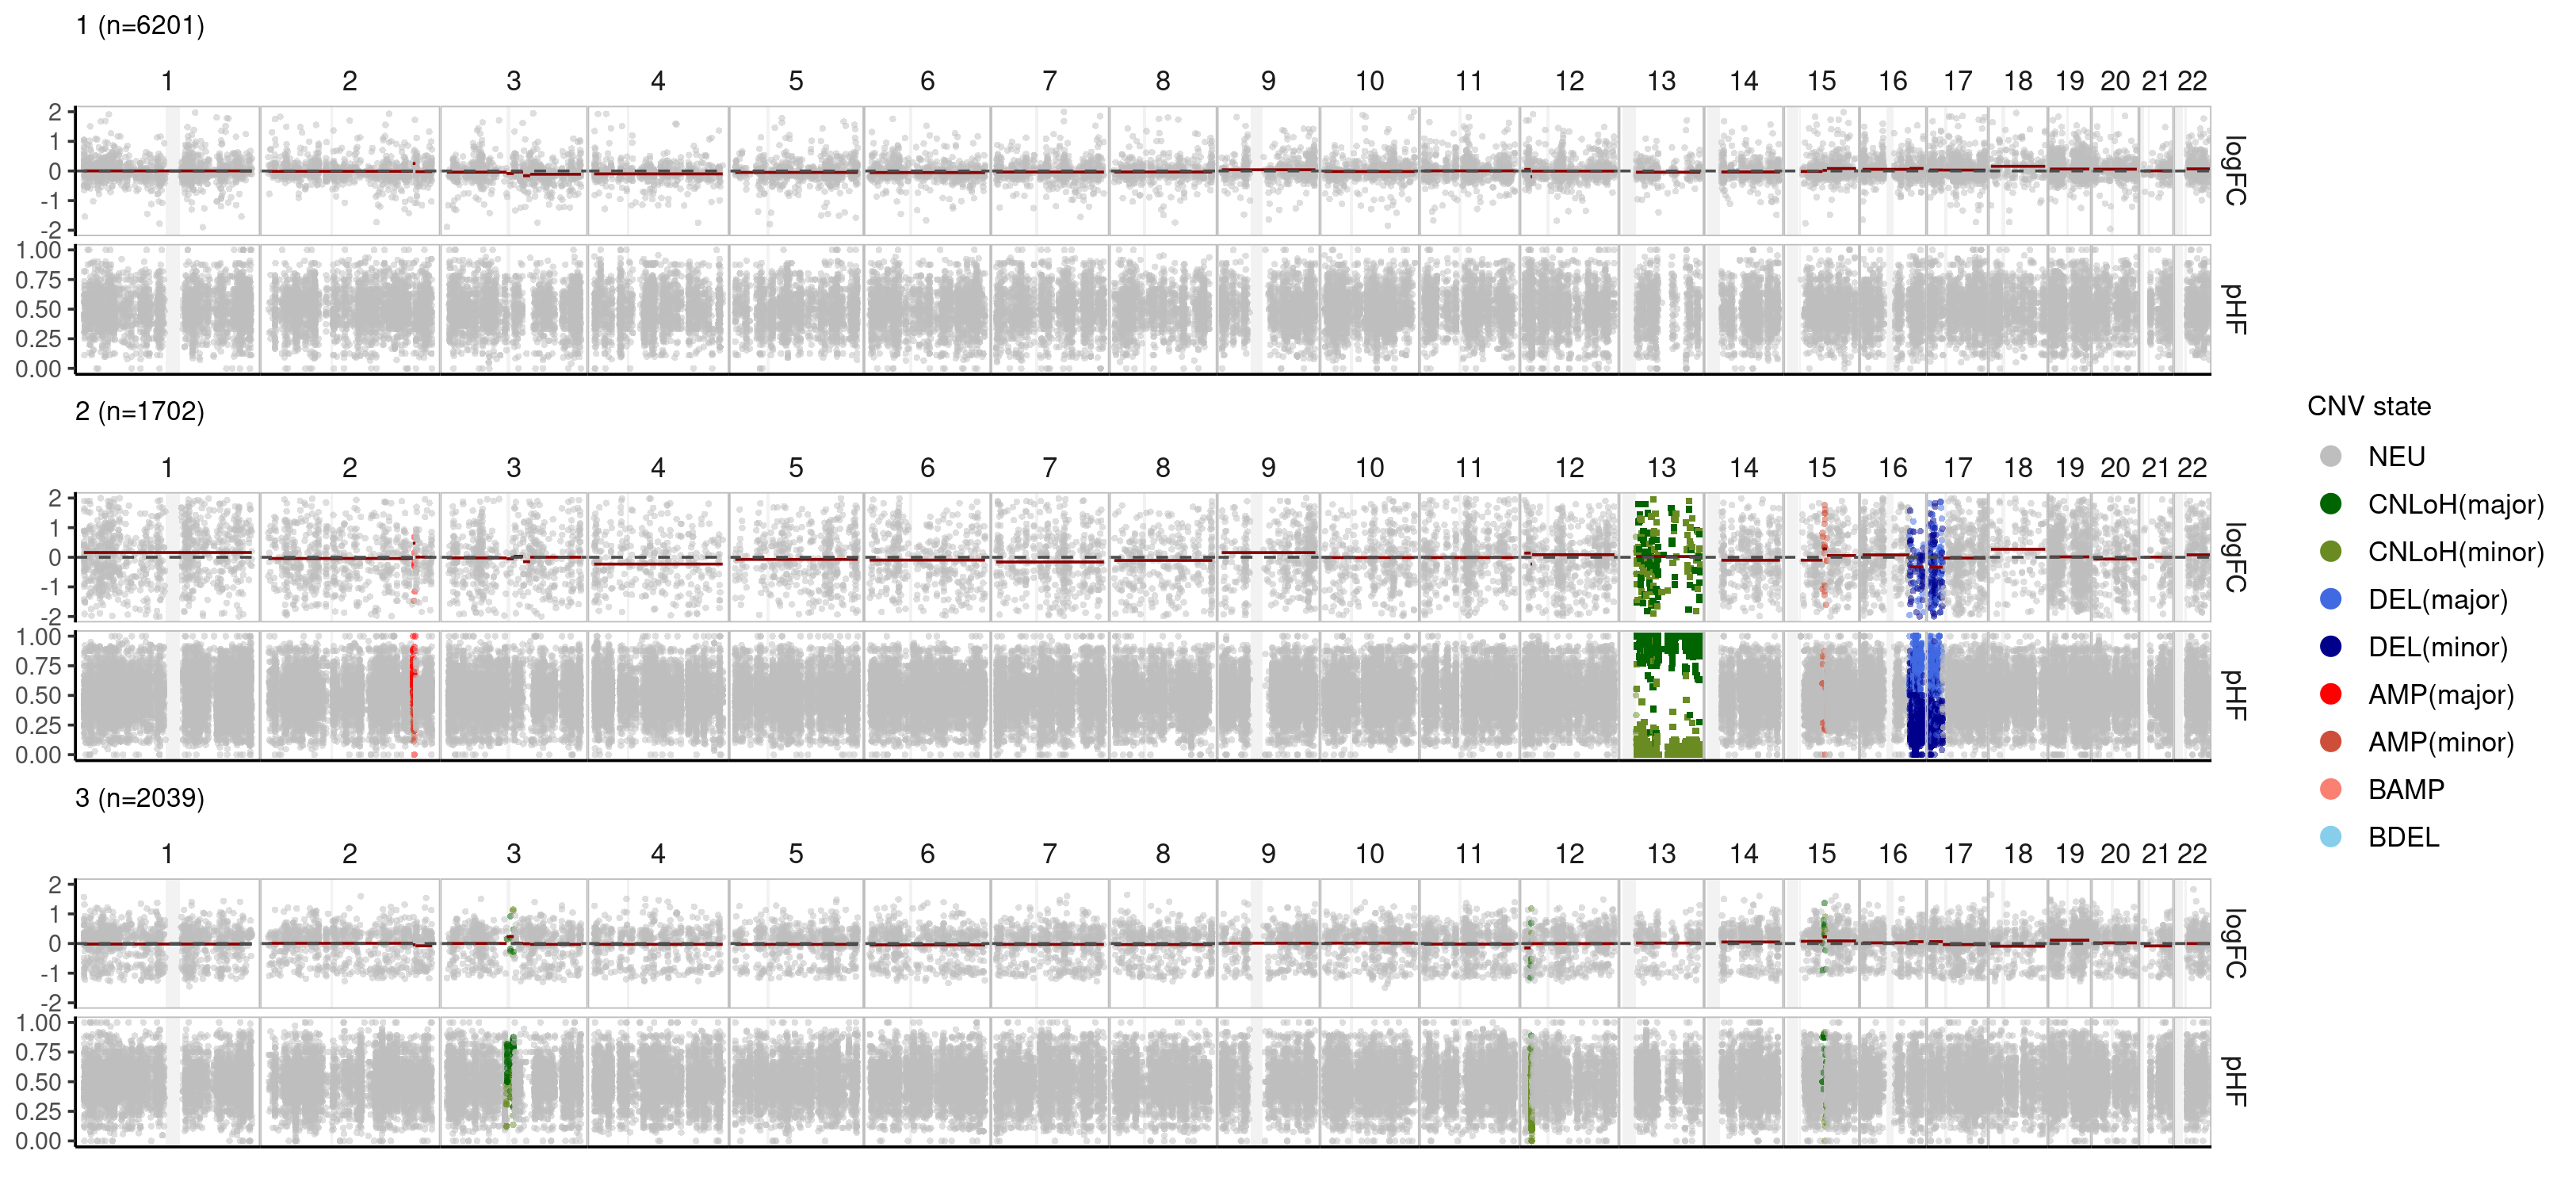 1 (n=6201)
1 2 3 4 5 6 7 8 9 10 11 12 13 14 15 16 17 18 19 20 21 22
2
1
0
-1
-2
logFC
1.00
0.75
0.50
0.25
0.00
pHF
2 (n=1702)
1 2 3 4 5 6 7 8 9 10 11 12 13 14 15 16 17 18 19 20 21 22
2
1
0
-1
-2
logFC
1.00
0.75
0.50
0.25
0.00
pHF
3 (n=2039)
1 2 3 4 5 6 7 8 9 10 11 12 13 14 15 16 17 18 19 20 21 22
2
1
0
-1
-2
logFC
1.00
0.75
0.50
0.25
0.00
pHF
CNV state
NEU
CNLoH(major)
CNLoH(minor)
DEL(major)
DEL(minor)
AMP(major)
AMP(minor)
BAMP
BDEL